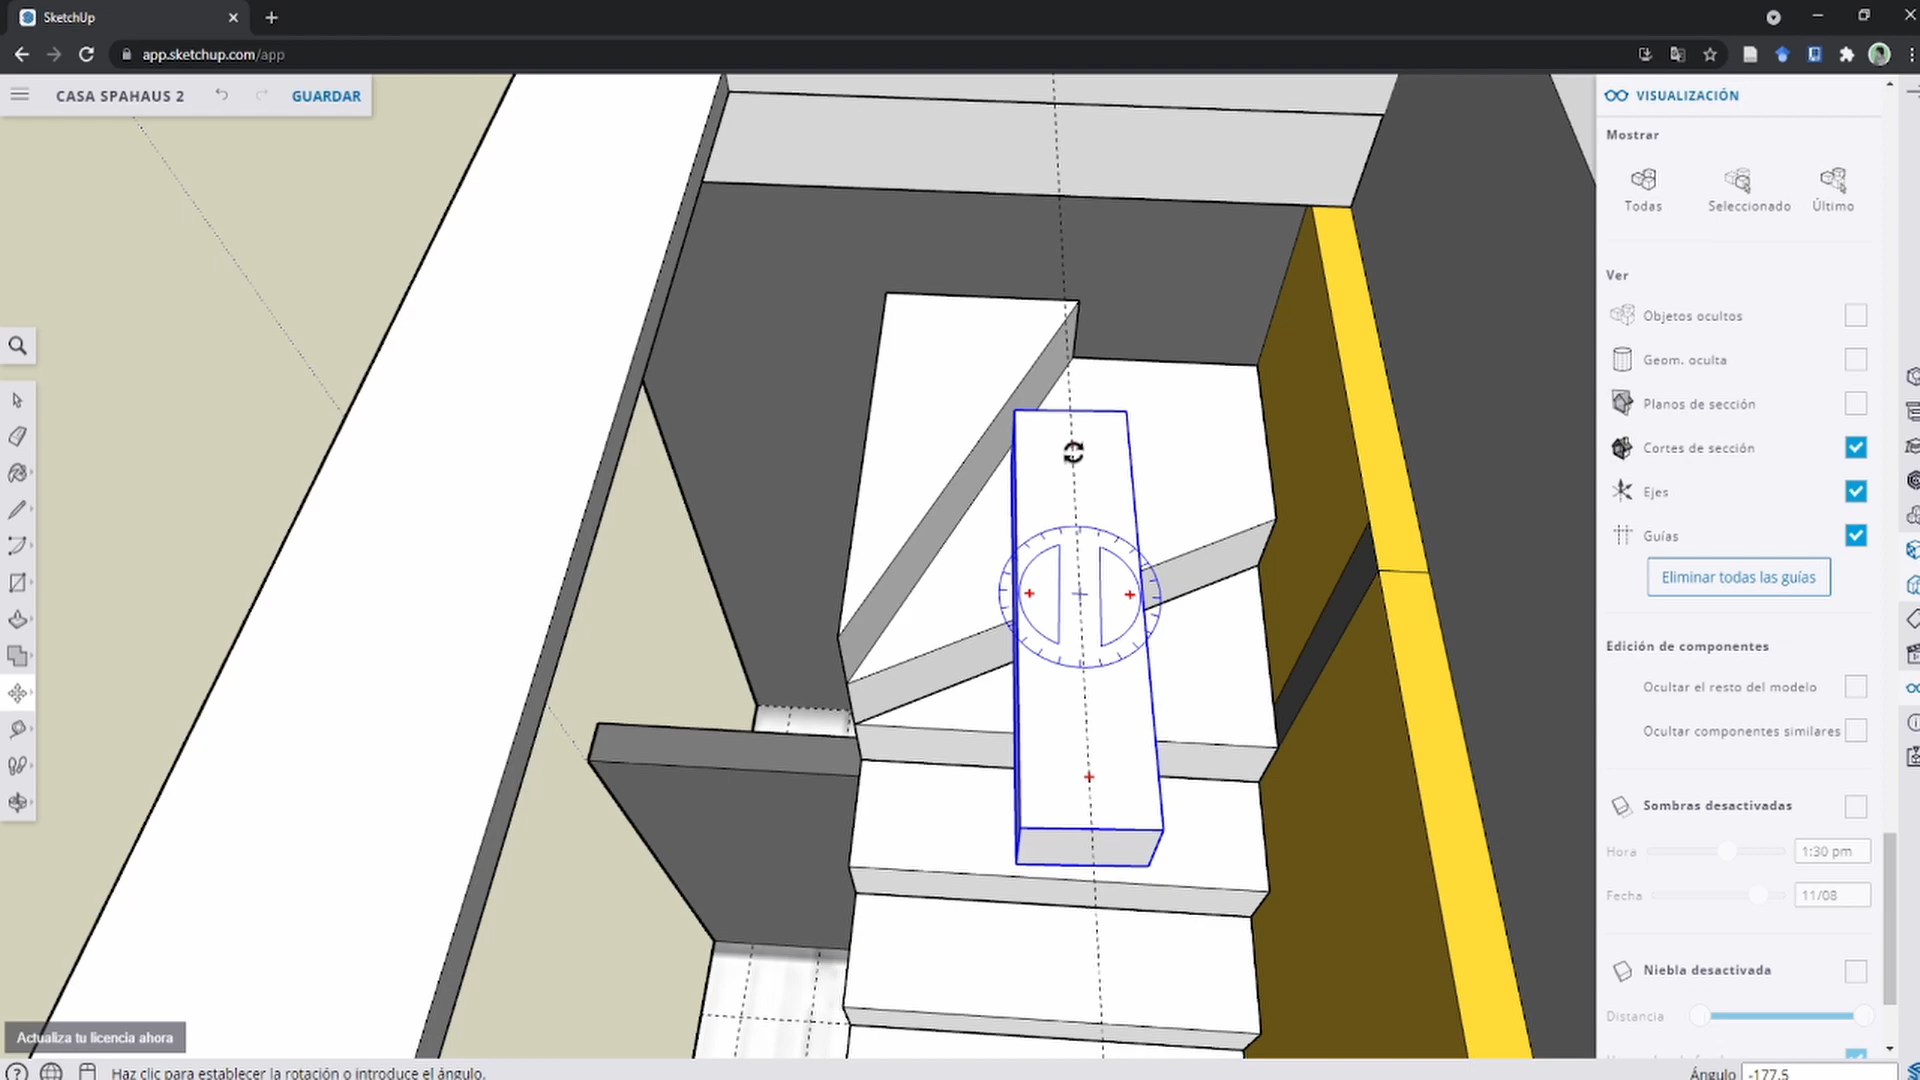 SketchUp
app.sketchup.com/app
CASA SPAHAUS 2
GUARDAR
VISUALIZACIÓN
Mostrar
Todas
Seleccionado
Último
Ver
Objetos ocultos
Geom. oculta
Planos de sección
Cortes de sección
Ejes
Guías
Eliminar todas las guías
Edición de componentes
Ocultar el resto del modelo
Ocultar componentes similares
Sombras desactivadas
Hora
1:30 pm
Fecha
11/08
Niebla desactivada
Distancia
Actualiza tu licencia ahora
Haz clic para establecer la rotación o introduce el ángulo.
Ángulo
-177.5